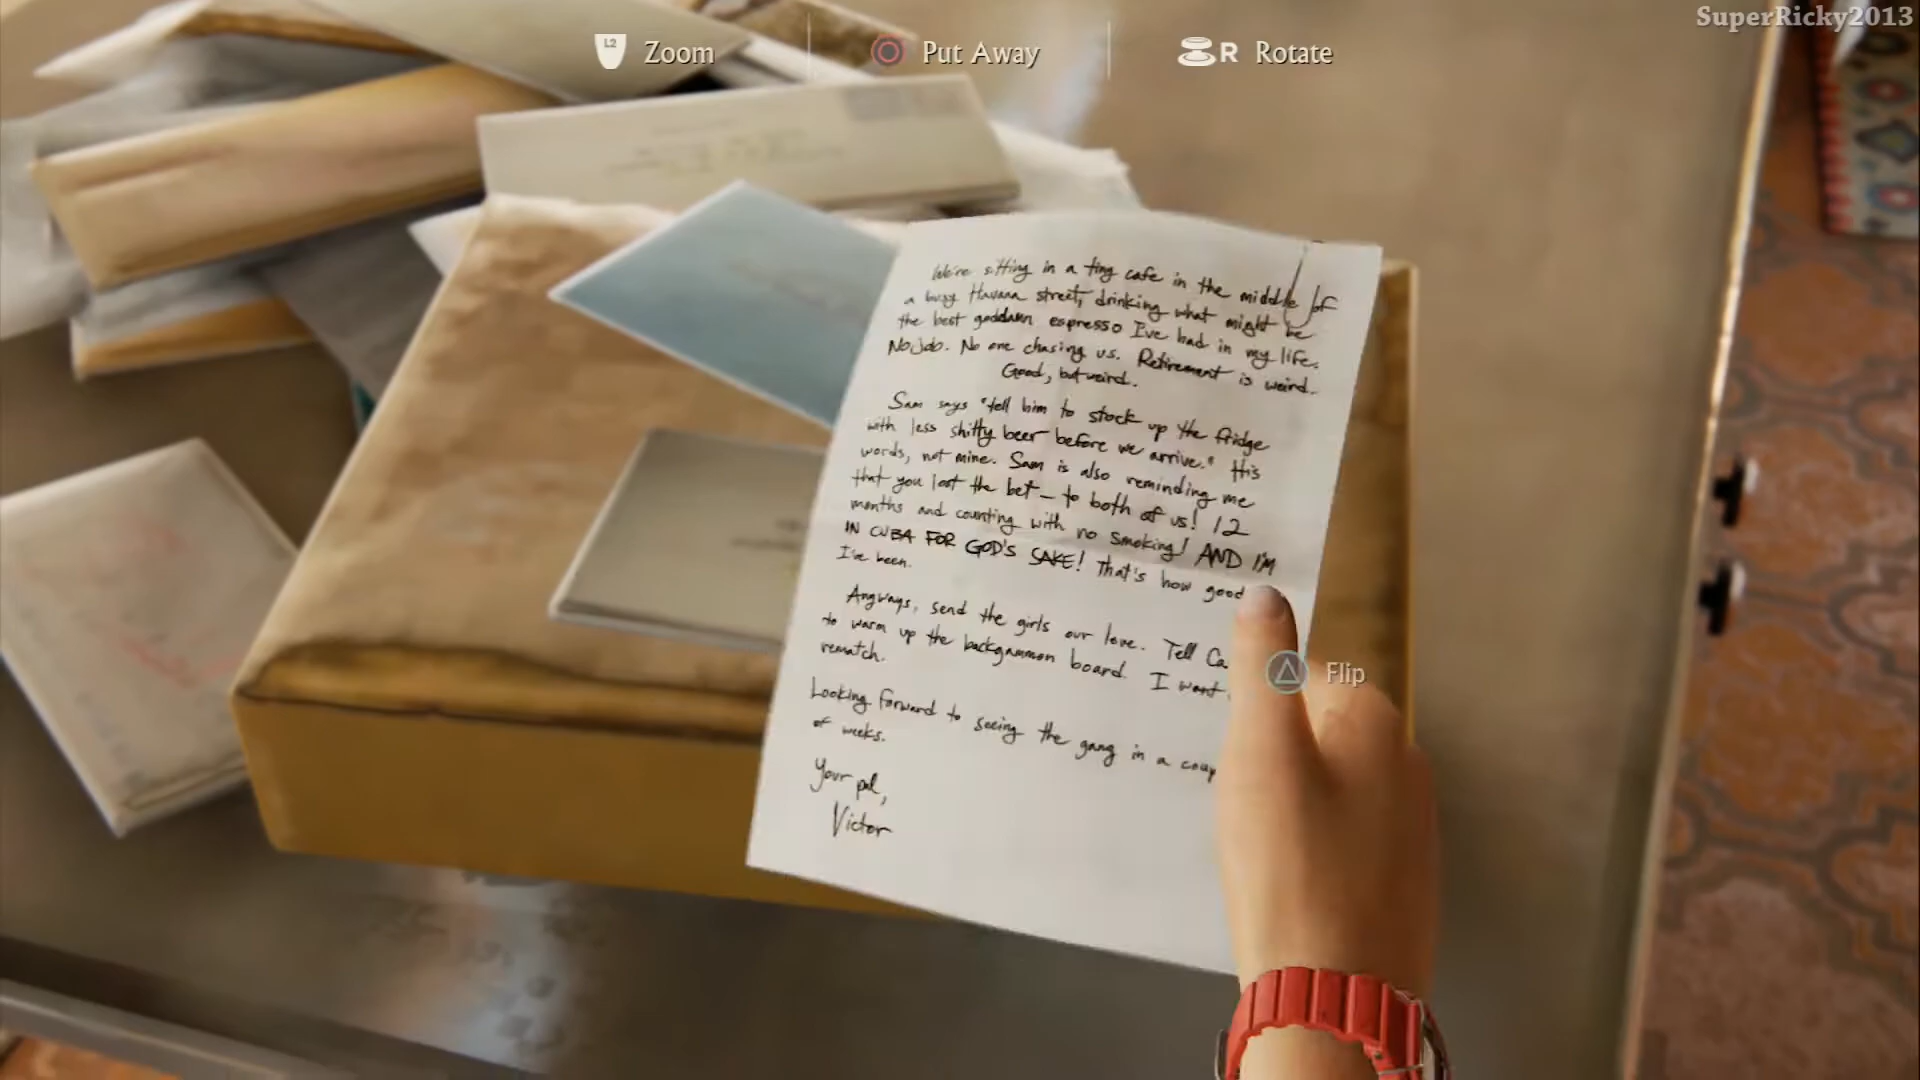 SuperRicky2013
L2 Zoom
Put Away
R Rotate
We're sitting in a tiny cafe in the middle of
a busy Havana street, drinking what might be
the best goddamn espresso I've had in my life.
No job. No one chasing us. Retirement is weird.
Good, but weird.
Sam says "tell him to stock up the fridge
with less shitty beer before we arrive." His
words, not mine. Sam is also reminding me
that you lost the bet – to both of us! 12
months and counting with no smoking! AND I'M
IN CUBA FOR GOD'S SAKE! That's how good
I've been.
Anyways, send the girls our love. Tell Ca
to warm up the backgammon board. I want
rematch.
Looking forward to seeing the gang in a coup
of weeks.
Your pal,
Victor
Flip